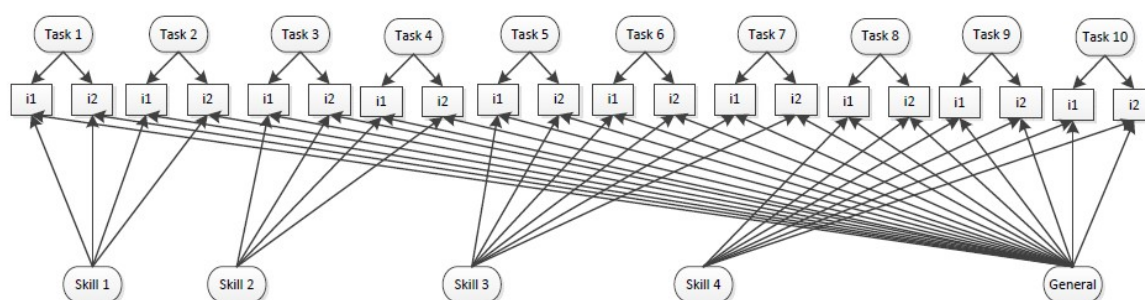 Task 1 Task 2 Task 3 Task 4 Task 5 Task 6 Task 7 Task 8 Task 9 Task 10
i1 i2 i1 i2 i1 i2 i1 i2 i1 i2 i1 i2 i1 i2 i1 i2 i1 i2 i1 i2
Skill 1 Skill 2 Skill 3 Skill 4 General